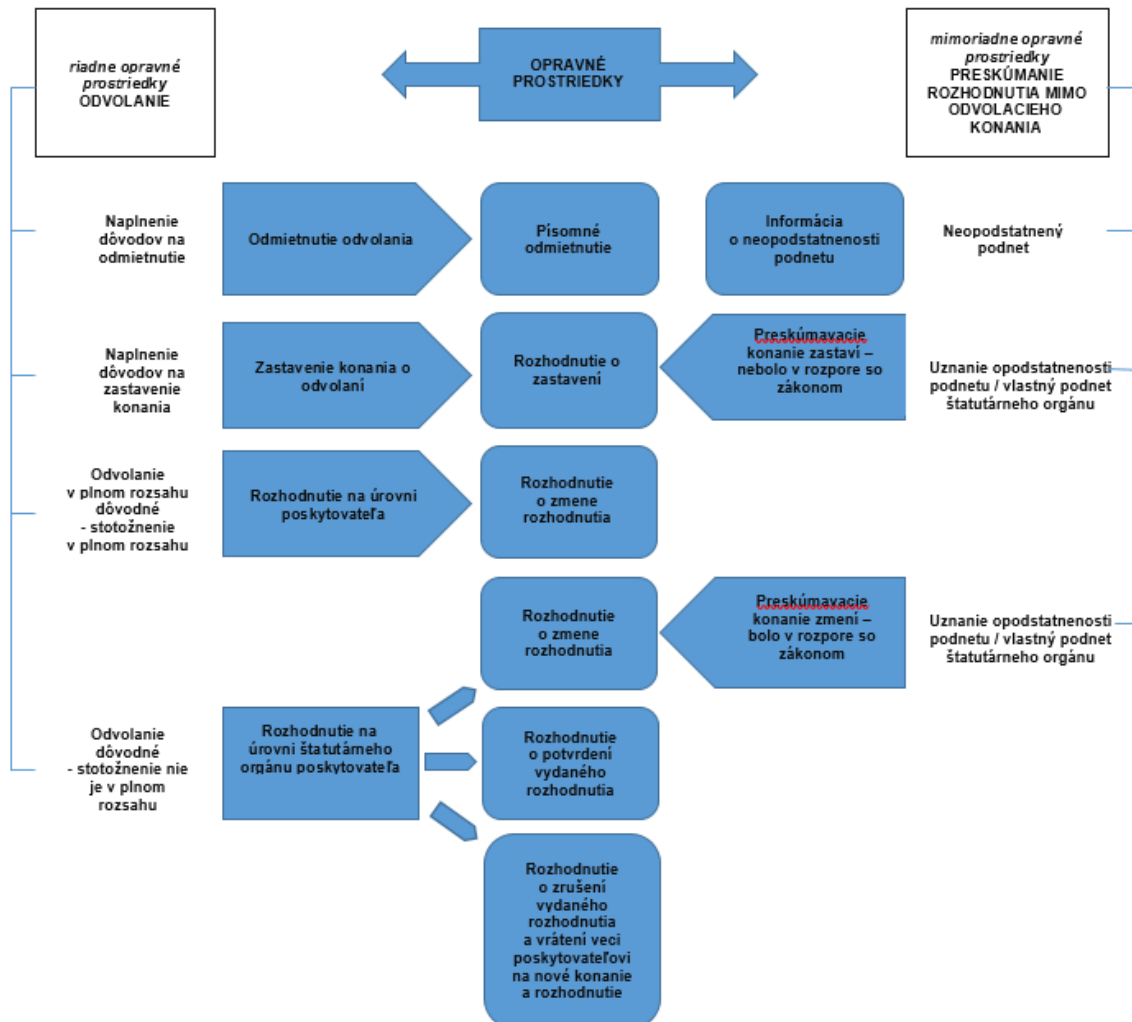 riadne opravné
prostriedky
ODVOLANIE
OPRAVNÉ
PROSTRIEDKY
mimoriadne opravné
prostriedky
PRESKÚMANIE
ROZHODNUTIA MIMO
ODVOLACIEHO
KONANIA
Naplnenie
dôvodov na
odmietnutie
Odmietnutie odvolania
Písomné
odmietnutie
Informácia
o neopodstatnenosti
podnetu
Neopodstatnený
podnet
Naplnenie
dôvodov na
zastavenie
konania
Zastavenie konania o
odvolaní
Rozhodnutie o
zastavení
Preskúmavacie
konanie zastaví –
nebolo v rozpore so
zákonom
Uznanie opodstatnenosti
podnetu / vlastný podnet
štatutárneho orgánu
Odvolanie
v plnom rozsahu
dôvodné
- stotožnenie
v plnom rozsahu
Rozhodnutie na úrovni
poskytovateľa
Rozhodnutie
o zmene
rozhodnutia
Rozhodnutie
o zmene
rozhodnutia
Preskúmavacie
konanie zmení –
bolo v rozpore so
zákonom
Uznanie opodstatnenosti
podnetu / vlastný podnet
štatutárneho orgánu
Odvolanie
dôvodné
- stotožnenie nie
je v plnom
rozsahu
Rozhodnutie na
úrovni štatutárneho
orgánu poskytovateľa
Rozhodnutie
o potvrdení
vydaného
rozhodnutia
Rozhodnutie
o zrušení
vydaného
rozhodnutia
a vrátení veci
poskytovateľovi
na nové konanie
a rozhodnutie